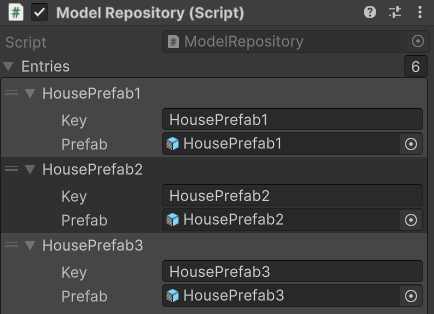 Model Repository (Script)
Script ModelRepository
Entries 6
HousePrefab1
Key HousePrefab1
Prefab HousePrefab1
HousePrefab2
Key HousePrefab2
Prefab HousePrefab2
HousePrefab3
Key HousePrefab3
Prefab HousePrefab3